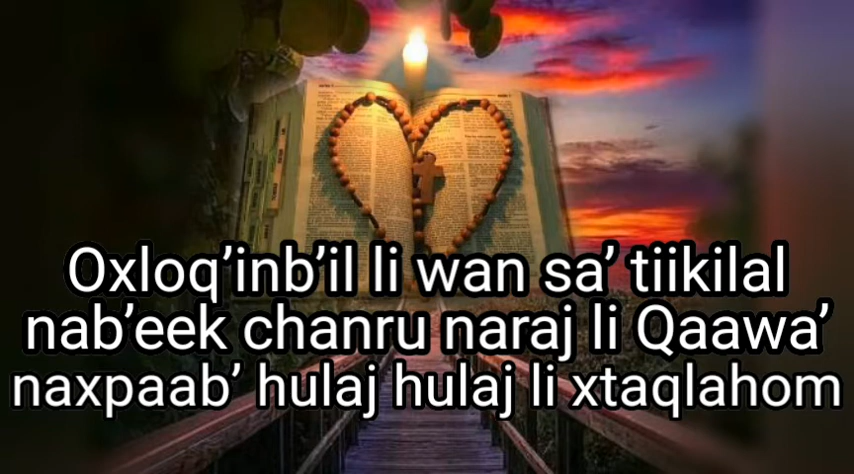 Oxloq’inb’il li wan sa’ tiikilal
nab’eek chanru naraj li Qaawa’
naxpaab’ hulaj hulaj li xtaqlahom